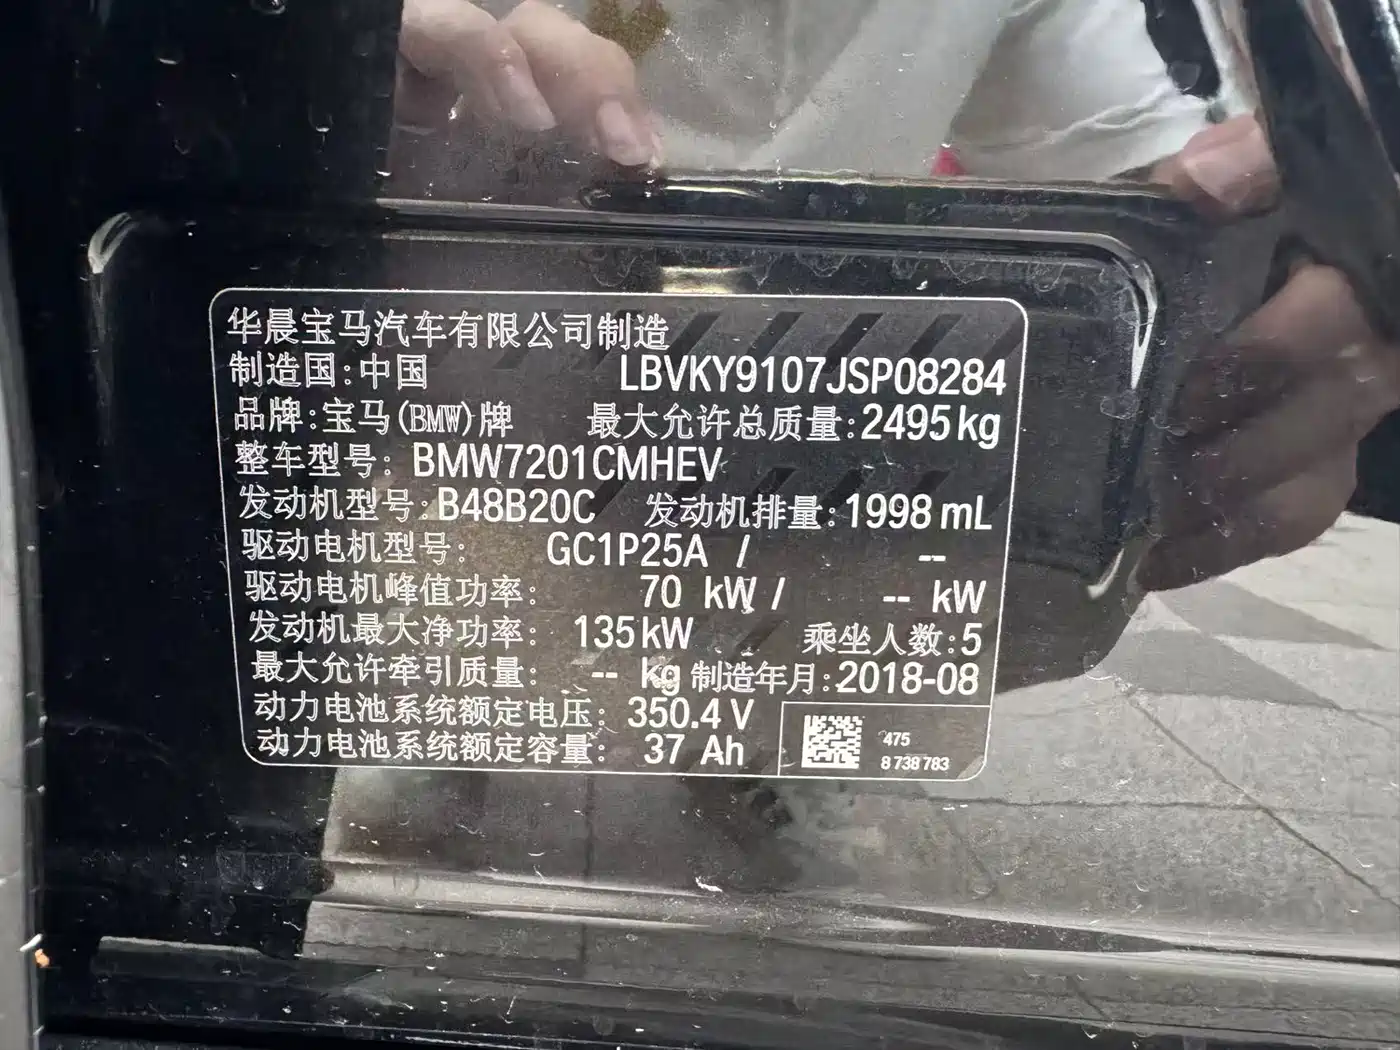 华晨宝马汽车有限公司制造
制造国:中国 LBVKY9107JSP08284
品牌:宝马(BMW)牌 最大允许总质量:2495kg
整车型号: BMW7201CMHEV
发动机型号:B48B20C 发动机排量:1998 mL
驱动电机型号: GC1P25A / --
驱动电机峰值功率: 70 kW / -- kW
发动机最大净功率: 135kW 乘坐人数:5
最大允许牵引质量: -- kg 制造年月:2018-08
动力电池系统额定电压: 350.4 V
动力电池系统额定容量: 37 Ah
475
8 738 783